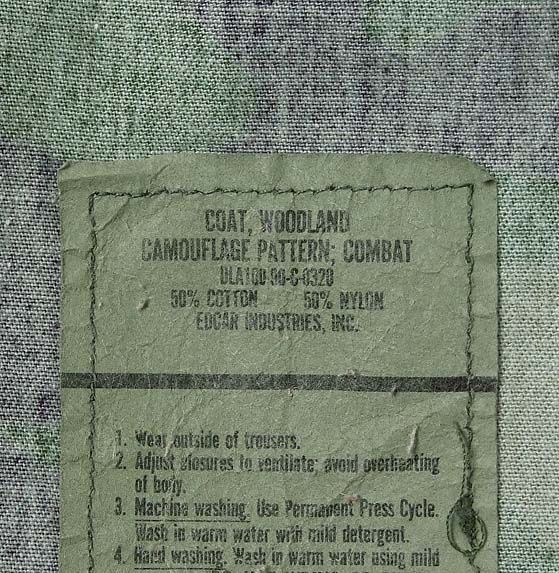 COAT, WOODLAND
CAMOUFLAGE PATTERN; COMBAT
DLA100-90-C-0320
50% COTTON 50% NYLON
EDGAR INDUSTRIES, INC.
1. Wear outside of trousers.
2. Adjust closures to ventilate; avoid overheating
of body.
3. Machine washing. Use Permanent Press Cycle.
Wash in warm water with mild detergent.
4. Hand washing. Wash in warm water using mild